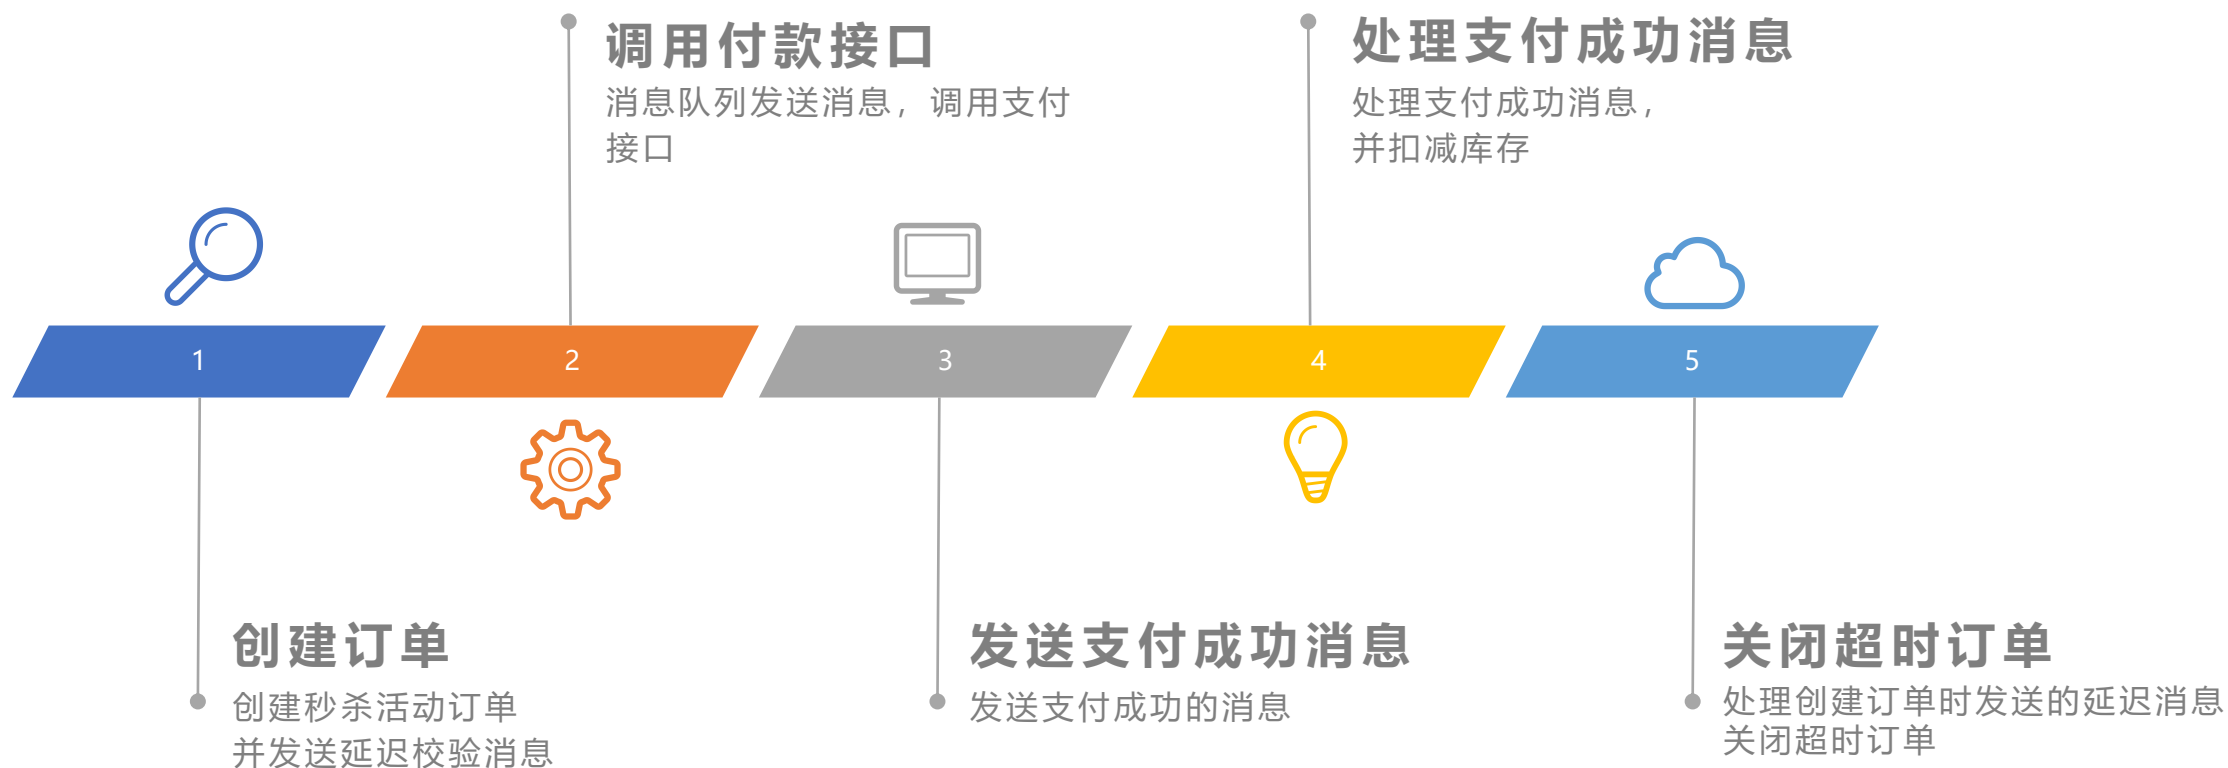 调用付款接口
消息队列发送消息，调用支付
接口
处理支付成功消息
处理支付成功消息，
并扣减库存
1
2
3
4
5
创建订单
创建秒杀活动订单
并发送延迟校验消息
发送支付成功消息
发送支付成功的消息
关闭超时订单
处理创建订单时发送的延迟消息
关闭超时订单